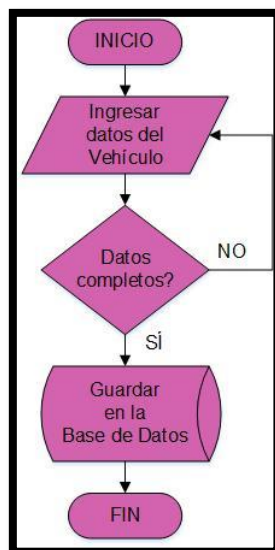 INICIO
Ingresar
datos del
Vehículo
Datos
completos?
NO
SÍ
Guardar
en la
Base de Datos
FIN